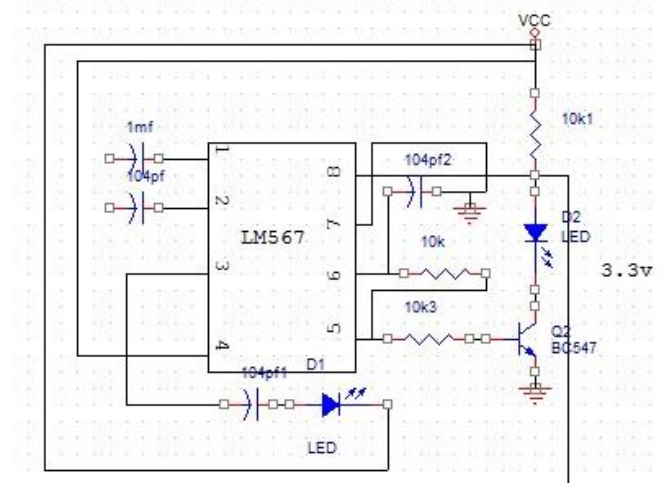 VCC
10k1
1mf
104pf
1
2
3
4
LM567
8
7
6
5
104pf2
10k
10k3
D2
LED
3.3v
Q2
BC547
D1
104pf1
LED